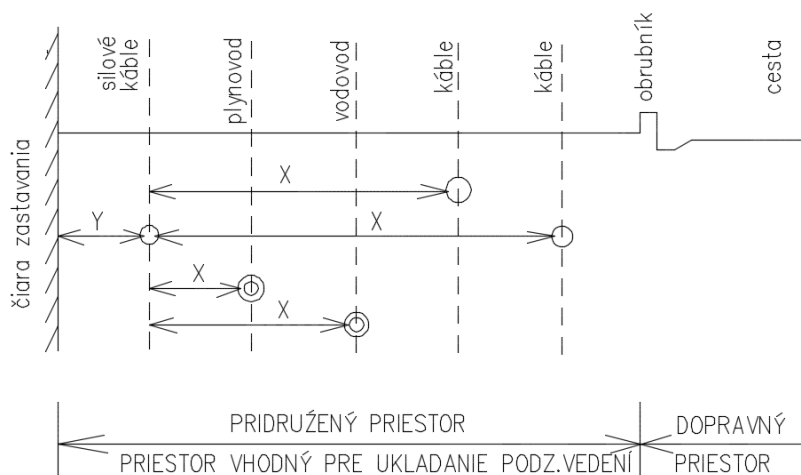 silové
káble
plynovod
vodovod
káble
káble
obrubník
cesta
čiara zastavania
X
Y
X
X
X
PRIDRUŽENÝ PRIESTOR
DOPRAVNÝ
PRIESTOR VHODNÝ PRE UKLADANIE PODZ.VEDENÍ
PRIESTOR